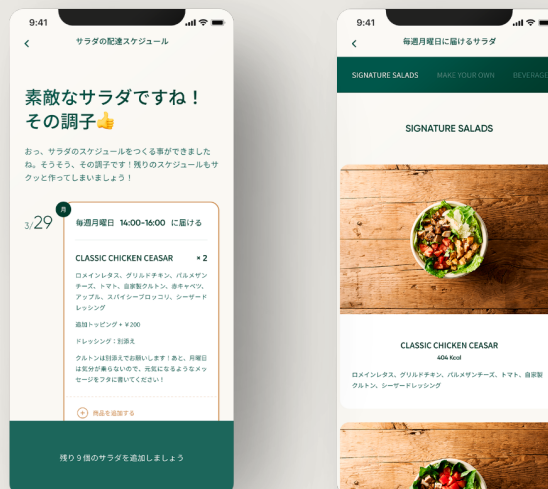 9:41
サラダの配達スケジュール
素敵なサラダですね！
その調子👍
おっ、サラダのスケジュールをつくる事ができました
ね。そうそう、その調子です！残りのスケジュールもサ
クッと作ってしまいましょう！
3/29
月
毎週月曜日 14:00-16:00 に届ける
CLASSIC CHICKEN CEASAR × 2
ロメインレタス、グリルドチキン、パルメザン
チーズ、トマト、自家製クルトン、赤キャベツ、
アップル、スパイシーブロッコリ、シーザード
レッシング
追加トッピング + ¥200
ドレッシング：別添え
クルトンは別添えでお願いします！あと、月曜日
は気分が乗らないので、元気になるようなメッ
セージをフタに書いてください！
商品を追加する
残り9個のサラダを追加しましょう
9:41
毎週月曜日に届けるサラダ
SIGNATURE SALADS MAKE YOUR OWN BEVERAGE
SIGNATURE SALADS
CLASSIC CHICKEN CEASAR
404 Kcal
ロメインレタス、グリルドチキン、パルメザンチーズ、トマト、自家製
クルトン、シーザードレッシング